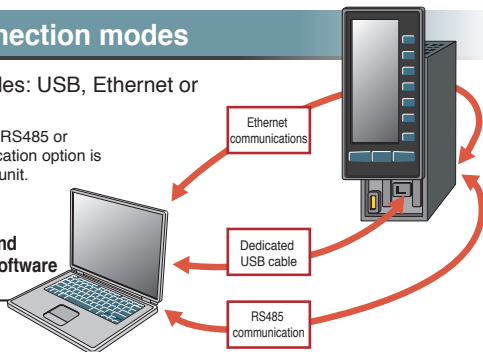 nection modes
les: USB, Ethernet or
RS485 or
cation option is
unit.
nd
oftware
Ethernet
communications
Dedicated
USB cable
RS485
communication